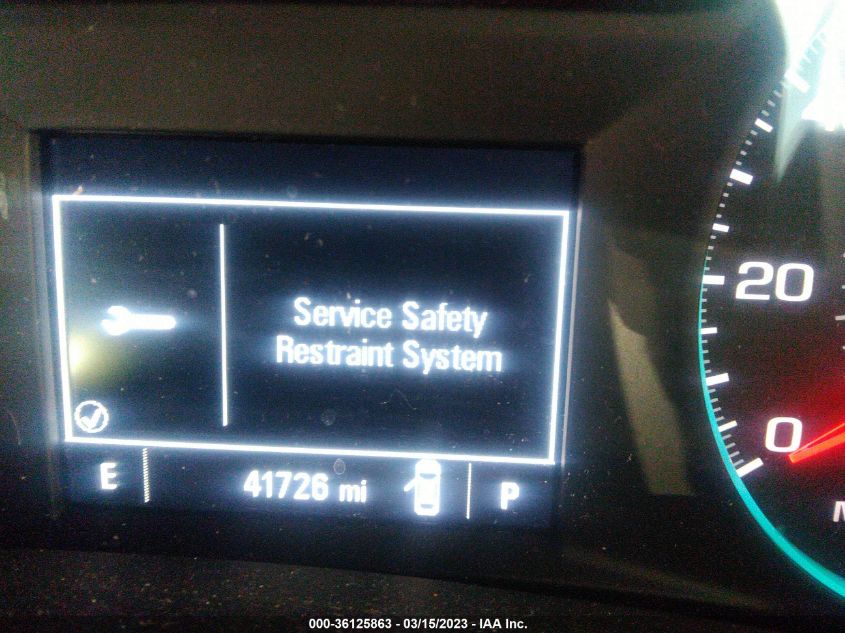 Service Safety
Restraint System
E 41726 mi P
20
0
000-36125863 - 03/15/2023 - IAA Inc.